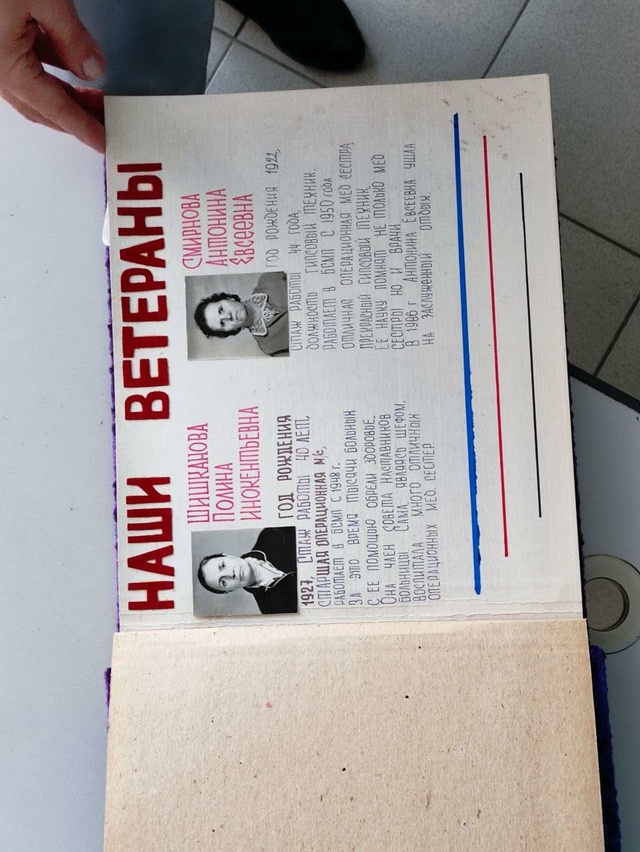 НАШИ ВЕТЕРАНЫ
ШИШКАНОВА
ПОЛИНА
ИНОКЕНТЬЕВНА
ГОД РОЖДЕНИЯ
1927, СТАЖ РАБОТЫ 40 ЛЕТ,
СТАРШАЯ ОПЕРАЦИОННАЯ М/С,
РАБОТАЕТ В БСМП С 1948 г.
ЗА ЭТО ВРЕМЯ ТЫСЯЧИ БОЛЬНЫХ
С ЕЕ ПОМОЩЬЮ ОБРЕЛИ ЗДОРОВЬЕ.
ОНА ЧЛЕН СОВЕТА НАСТАВНИКОВ
БОЛЬНИЦЫ САМА, ЯВЛЯЯСЬ ШЕФОМ,
ВОСПИТАЛА МНОГО ОТЛИЧНЫХ
ОПЕРАЦИОННЫХ МЕД СЕСТЕР
СМИРНОВА
АНТОНИНА
ЕВСЕЕВНА
ГОД РОЖДЕНИЯ 1922,
СТАЖ РАБОТЫ 44 ГОДА,
ДОЛЖНОСТЬ ГИПСОВЫЙ ТЕХНИК.
РАБОТАЕТ В БСМП С 1950 года
ОТЛИЧНАЯ ОПЕРАЦИОННАЯ МЕД СЕСТРА,
ПРЕКРАСНЫЙ ГИПСОВЫЙ ТЕХНИК.
ЕЕ НАУКУ ПОМНЯТ НЕ ТОЛЬКО МЕД
СЕСТРЫ НО И ВРАЧИ
В 1986 г АНТОНИНА ЕВСЕЕВНА УШЛА
НА ЗАСЛУЖЕННЫЙ ОТДЫХ